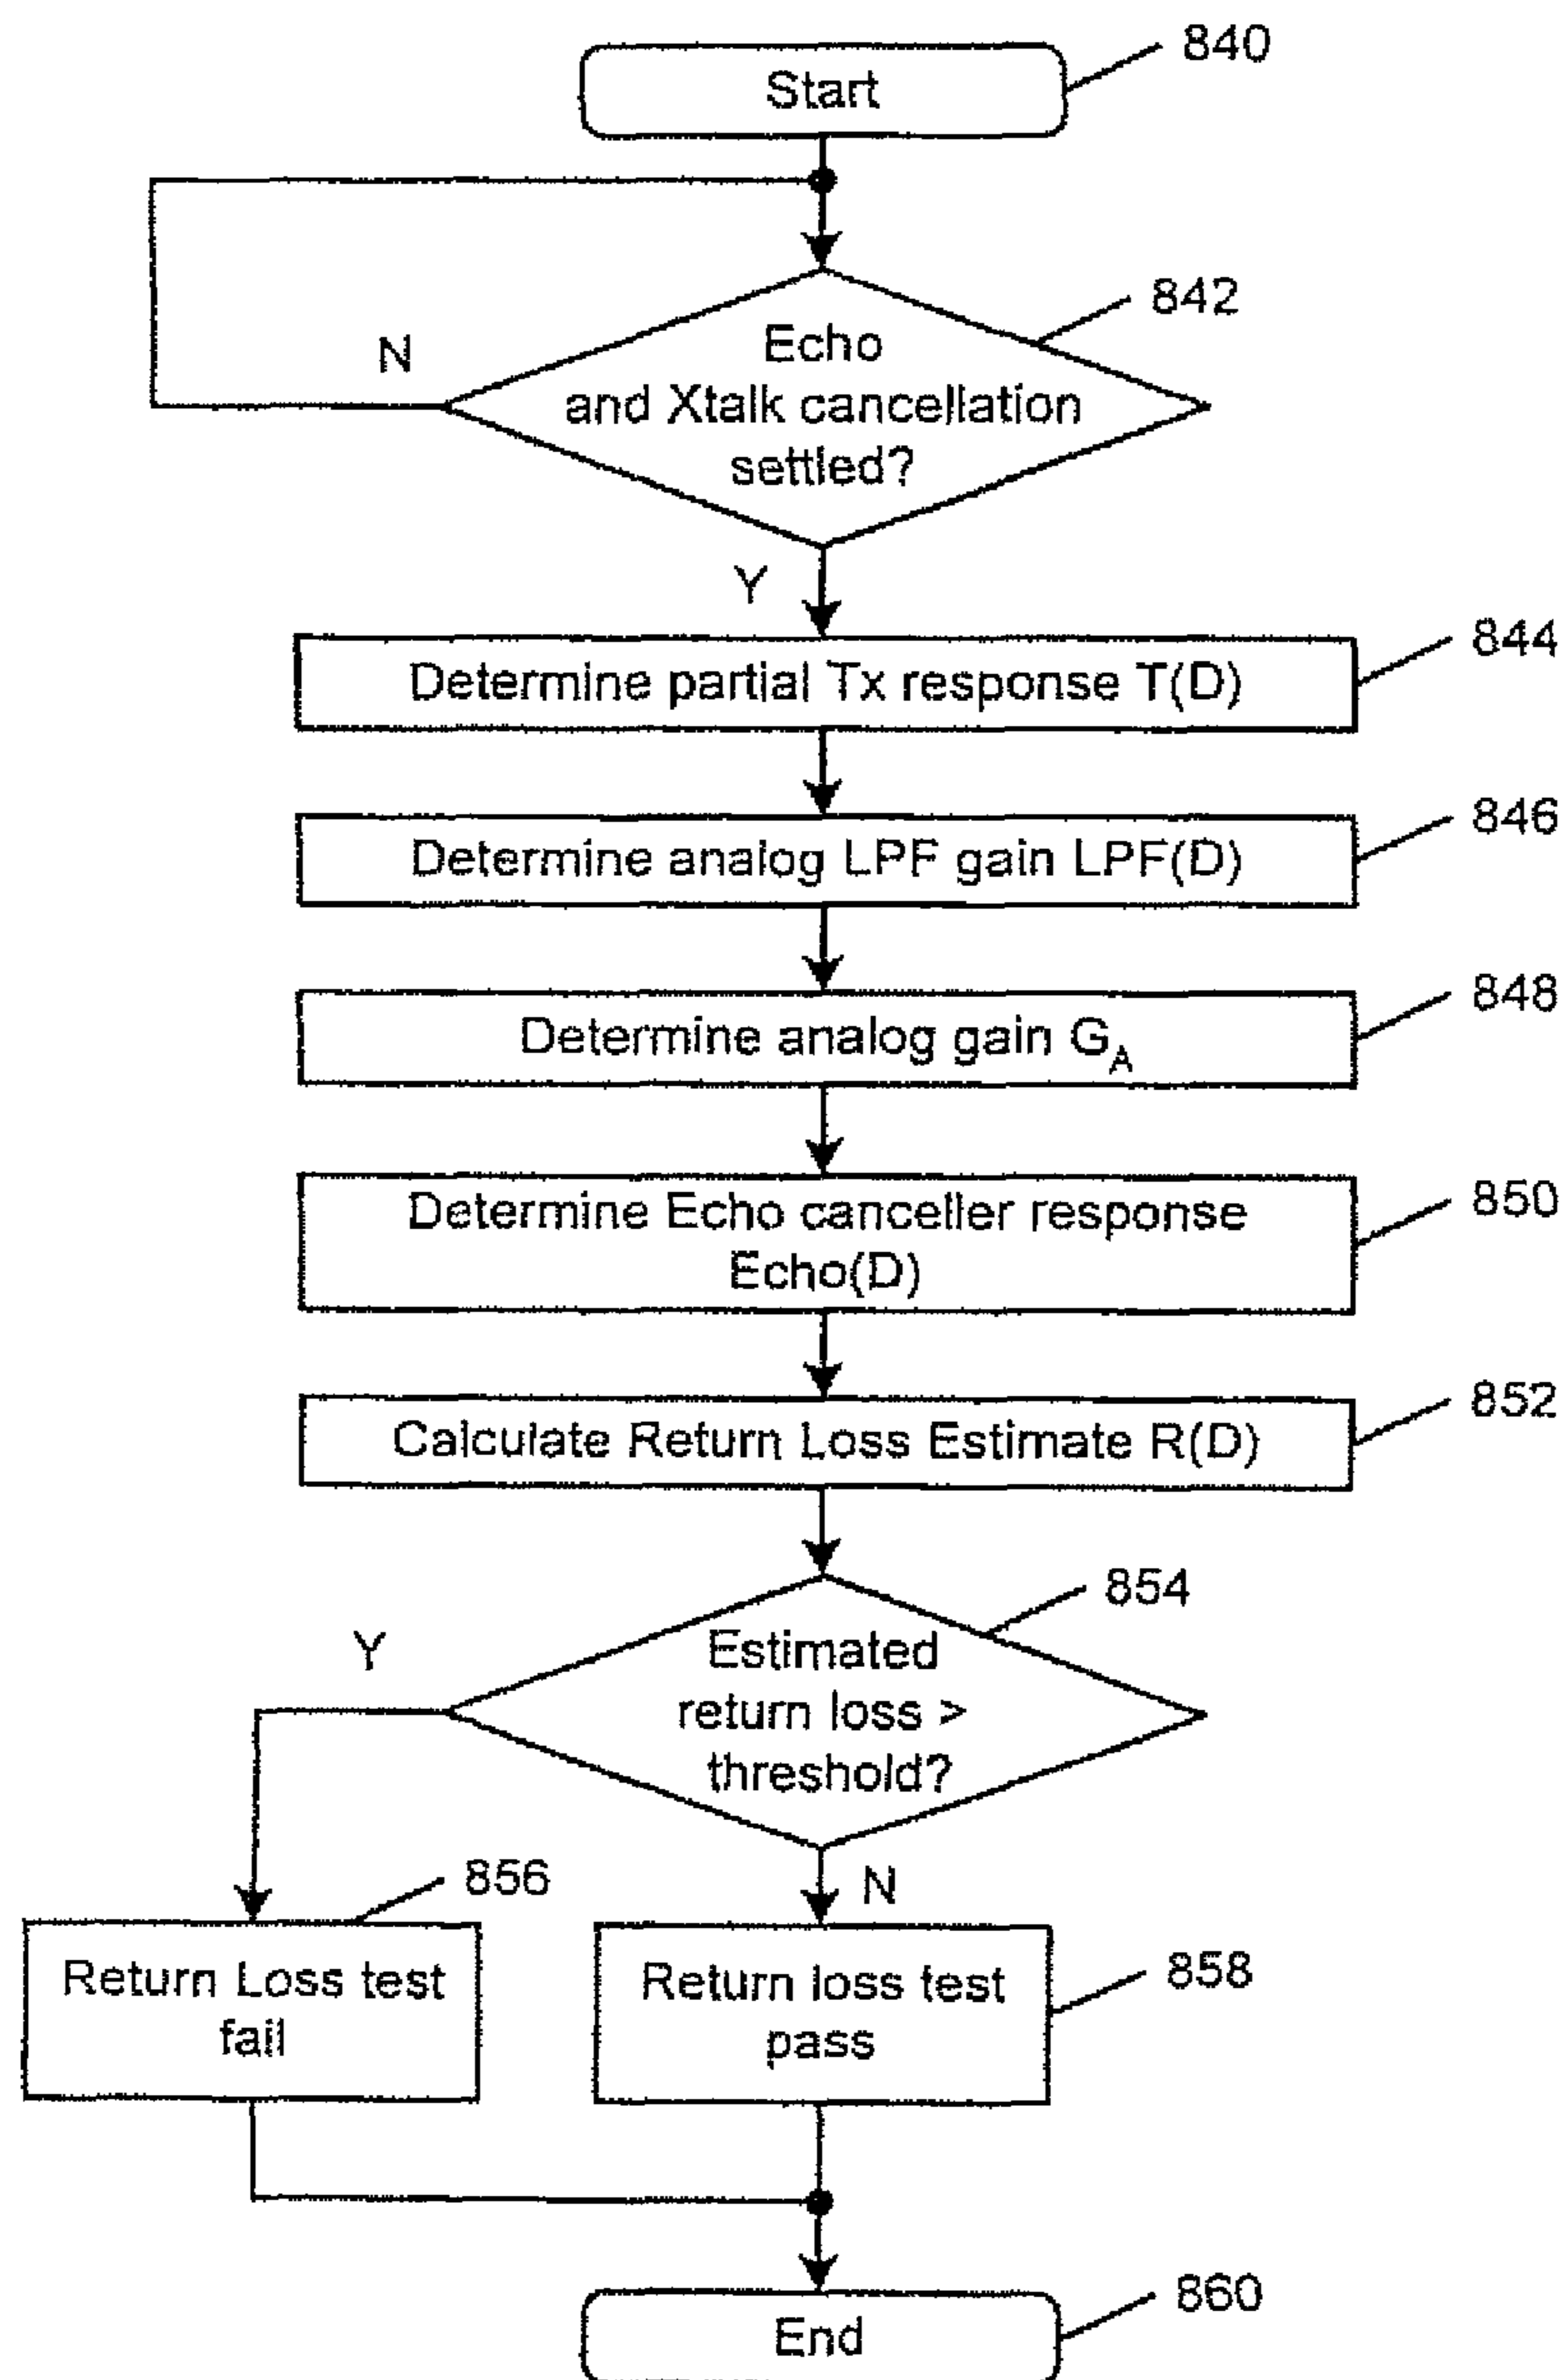 840
Start
842
N
Echo
and Xtalk cancellation
settled?
Y
844
Determine partial Tx response T(D)
846
Determine analog LPF gain LPF(D)
848
Determine analog gain GA
850
Determine Echo canceller response
Echo(D)
852
Calculate Return Loss Estimate R(D)
854
Y
Estimated
return loss >
threshold?
N
856
Return Loss test
fail
858
Return loss test
pass
860
End